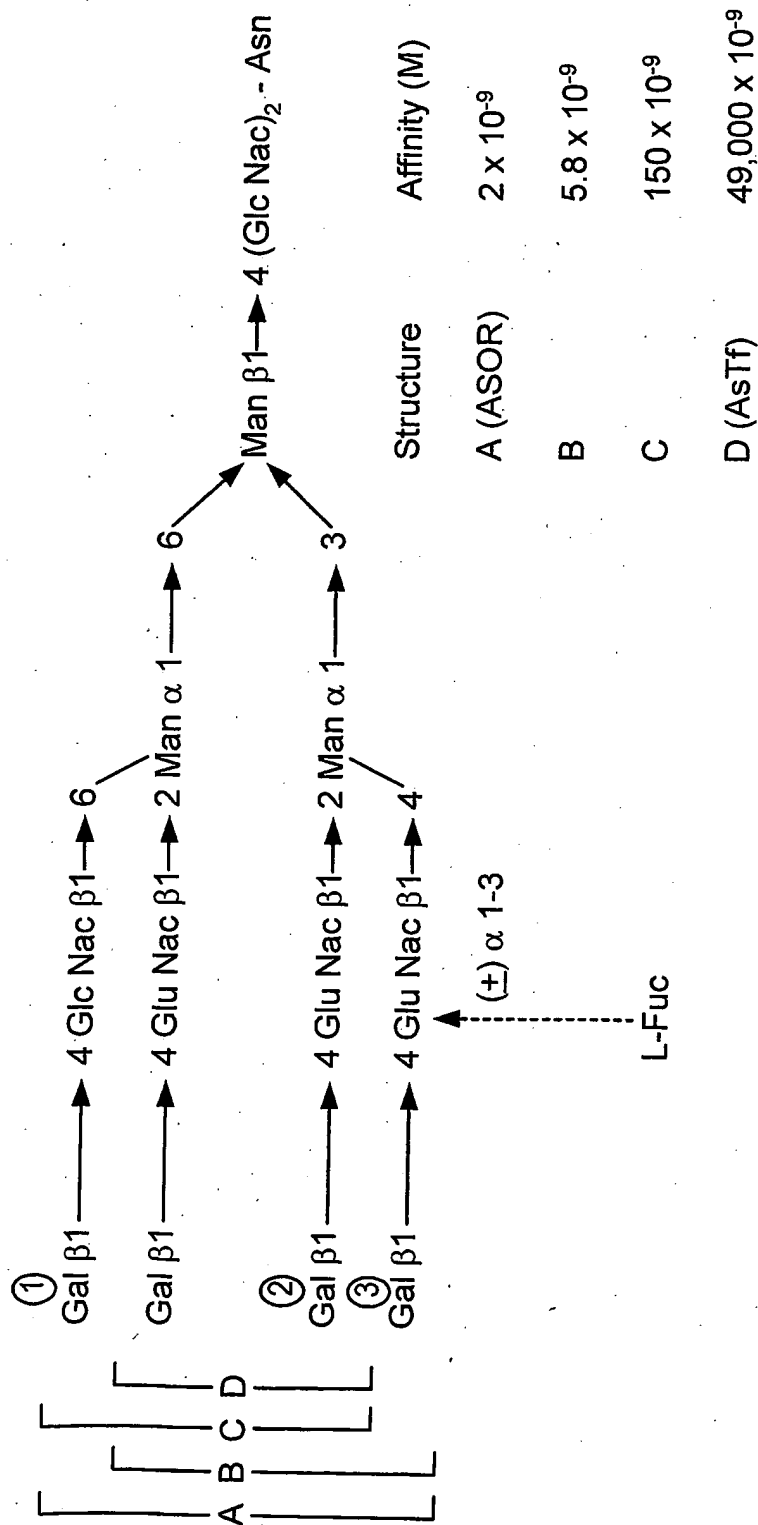 ① Gal β1 → 4 Glc Nac β1 → 6
Gal β1 → 4 Glu Nac β1 → 2 Man α 1 → 6
Man β1 → 4 (Glc Nac)₂ - Asn
② Gal β1 → 4 Glu Nac β1 → 2 Man α 1 → 3
③ Gal β1 → 4 Glu Nac β1 → 4
(±) α 1-3
L-Fuc
A B C D
Structure Affinity (M)
A (ASOR) 2 x 10⁻⁹
B 5.8 x 10⁻⁹
C 150 x 10⁻⁹
D (AsTf) 49,000 x 10⁻⁹